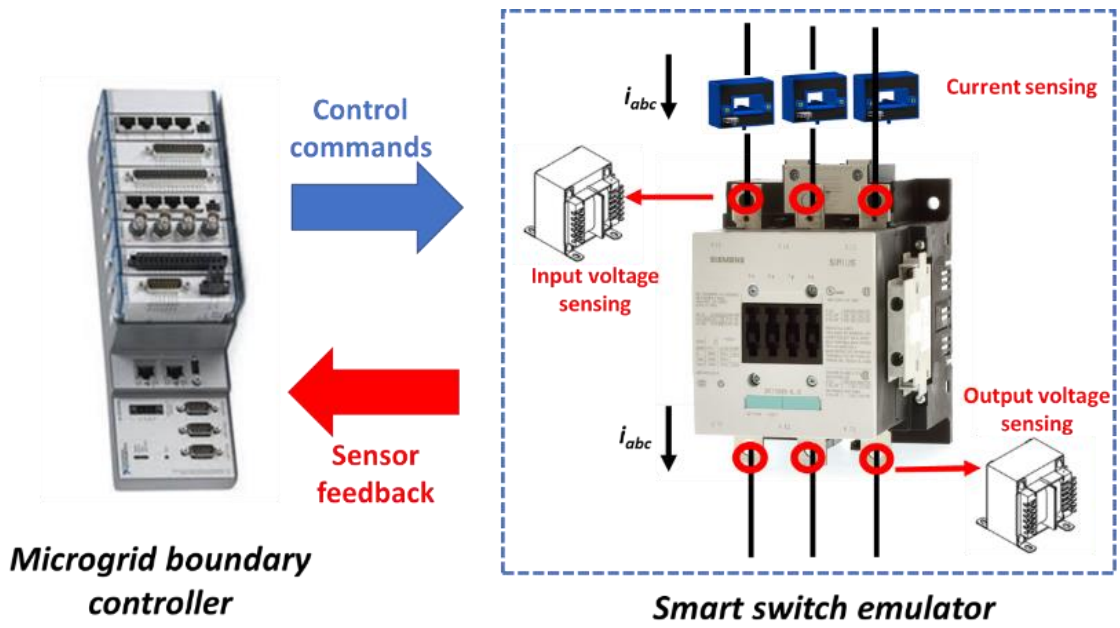 Control
commands
Sensor
feedback
Microgrid boundary
controller
i_abc
Current sensing
Input voltage
sensing
SIEMENS
Output voltage
sensing
i_abc
Smart switch emulator